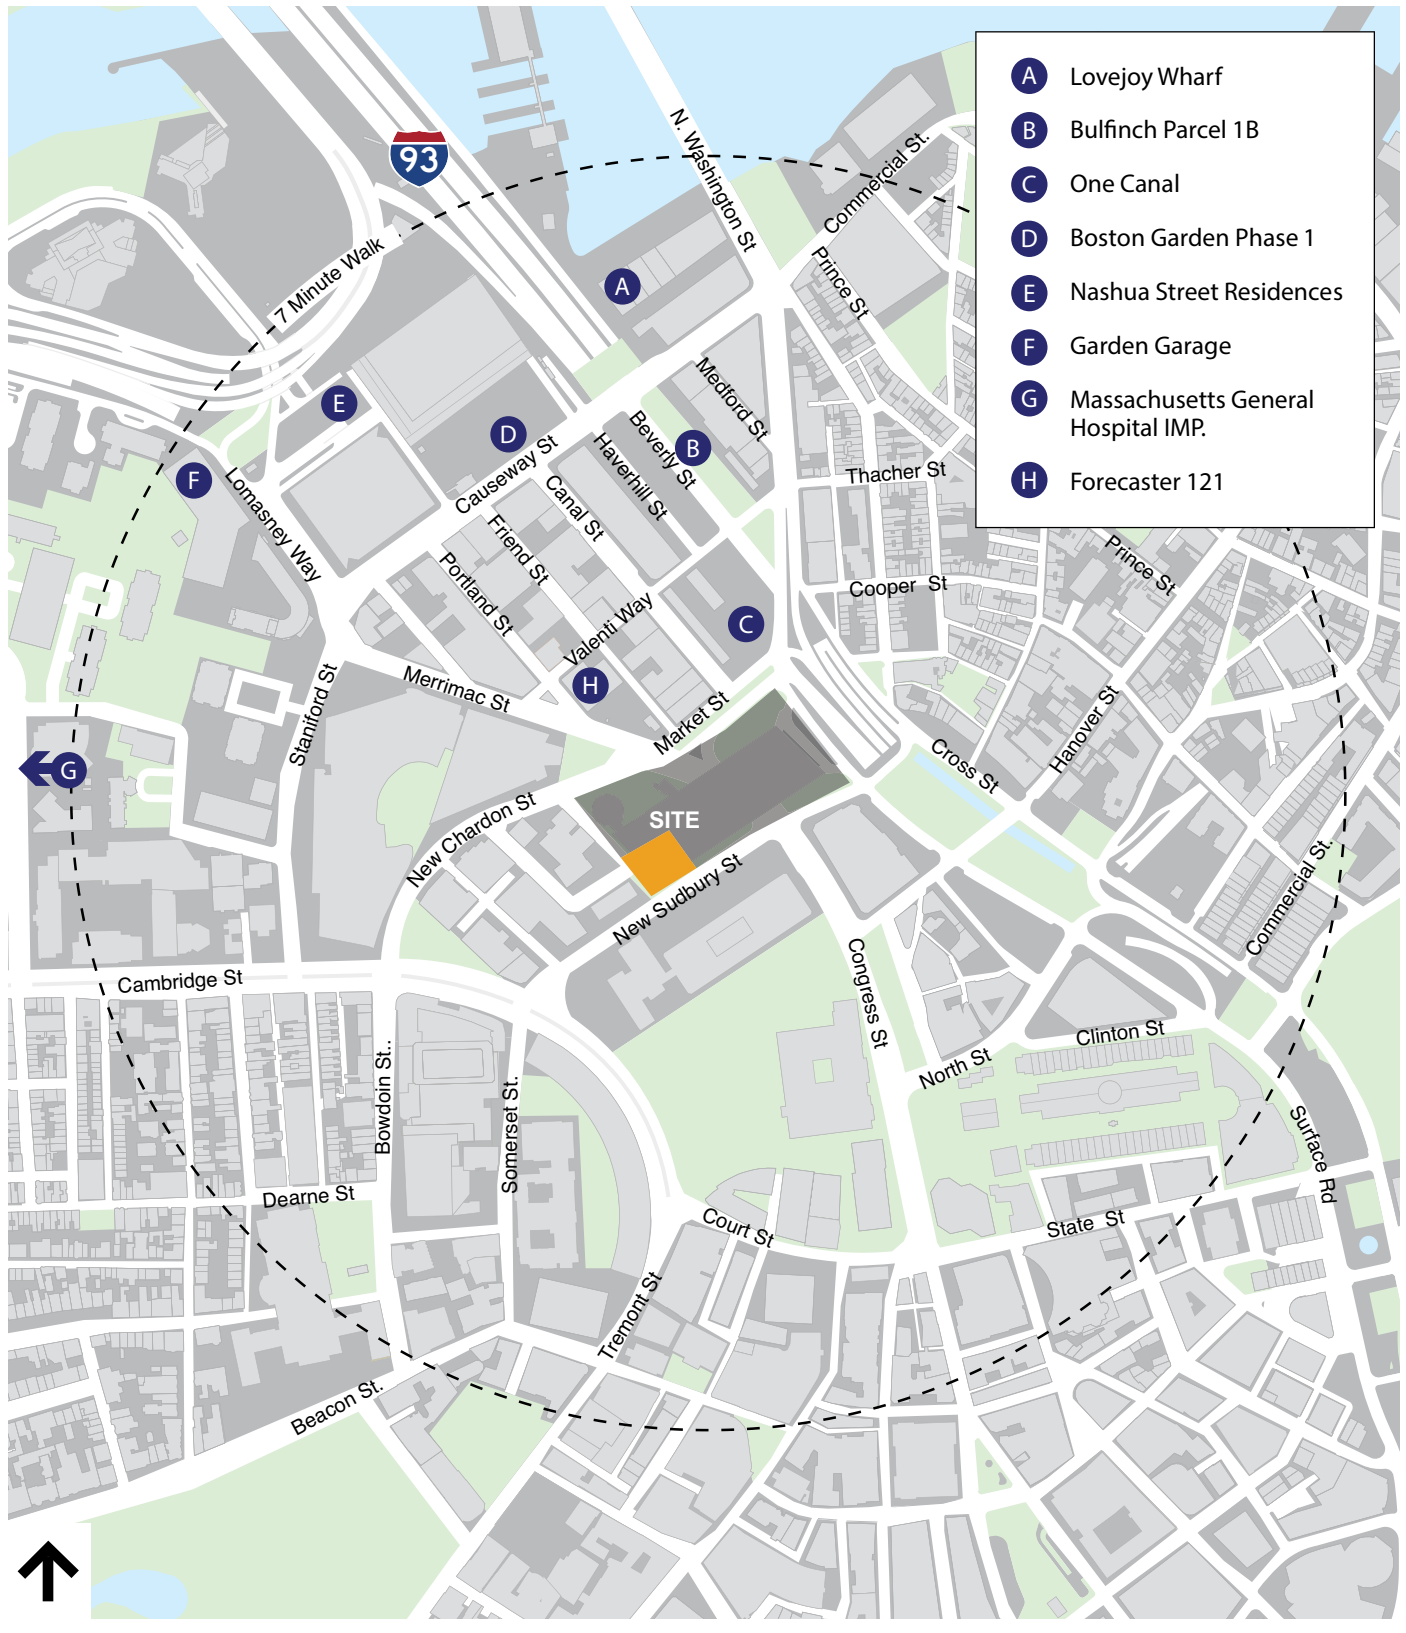 A Lovejoy Wharf
B Bulfinch Parcel 1B
C One Canal
D Boston Garden Phase 1
E Nashua Street Residences
F Garden Garage
G Massachusetts General
Hospital IMP.
H Forecaster 121
93
N. Washington St
Commercial St.
7 Minute Walk
Prince St
A
Medford St
E
D
B
Beverly St
Causeway St
Haverhill St
Thacher St
F
Lomasney Way
Canal St
Friend St
Portland St
Prince St
Cooper St
Valenti Way
C
H
Merrimac St
Staniford St
Market St
Hanover St
G
Cross St
New Chardon St
SITE
New Sudbury St
Commercial St.
Cambridge St
Congress St
Clinton St
North St
Bowdoin St..
Somerset St.
Surface Rd
Dearne St
Court St
State St
Tremont St
Beacon St.